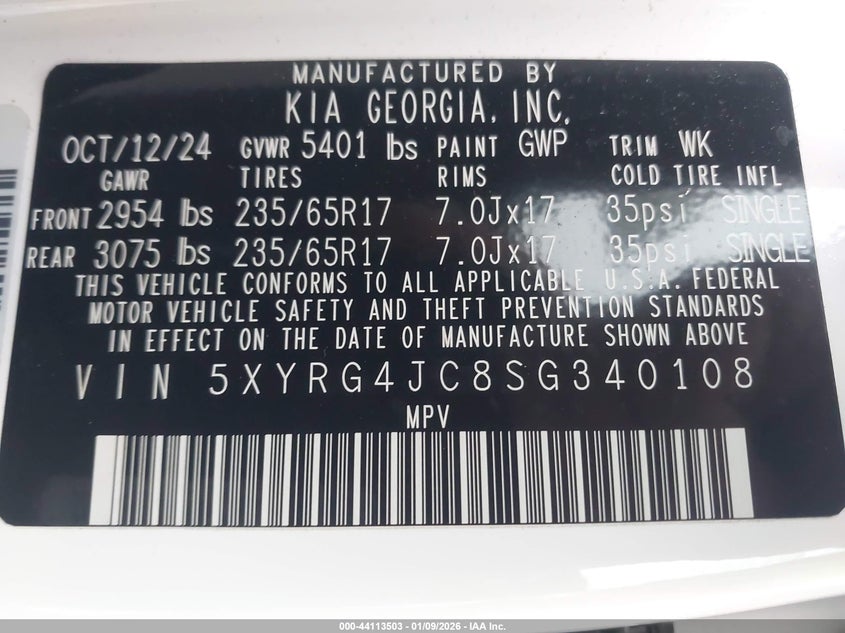 MANUFACTURED BY
KIA GEORGIA, INC.
OCT/12/24 GVWR 5401 lbs PAINT GWP TRIM WK
GAWR TIRES RIMS COLD TIRE INFL
FRONT 2954 lbs 235/65R17 7.0Jx17 35psi SINGLE
REAR 3075 lbs 235/65R17 7.0Jx17 35psi SINGLE
THIS VEHICLE CONFORMS TO ALL APPLICABLE U.S.A. FEDERAL
MOTOR VEHICLE SAFETY AND THEFT PREVENTION STANDARDS
IN EFFECT ON THE DATE OF MANUFACTURE SHOWN ABOVE
VIN 5XYRG4JC8SG340108
MPV
000-44113503 - 01/09/2026 - IAA Inc.